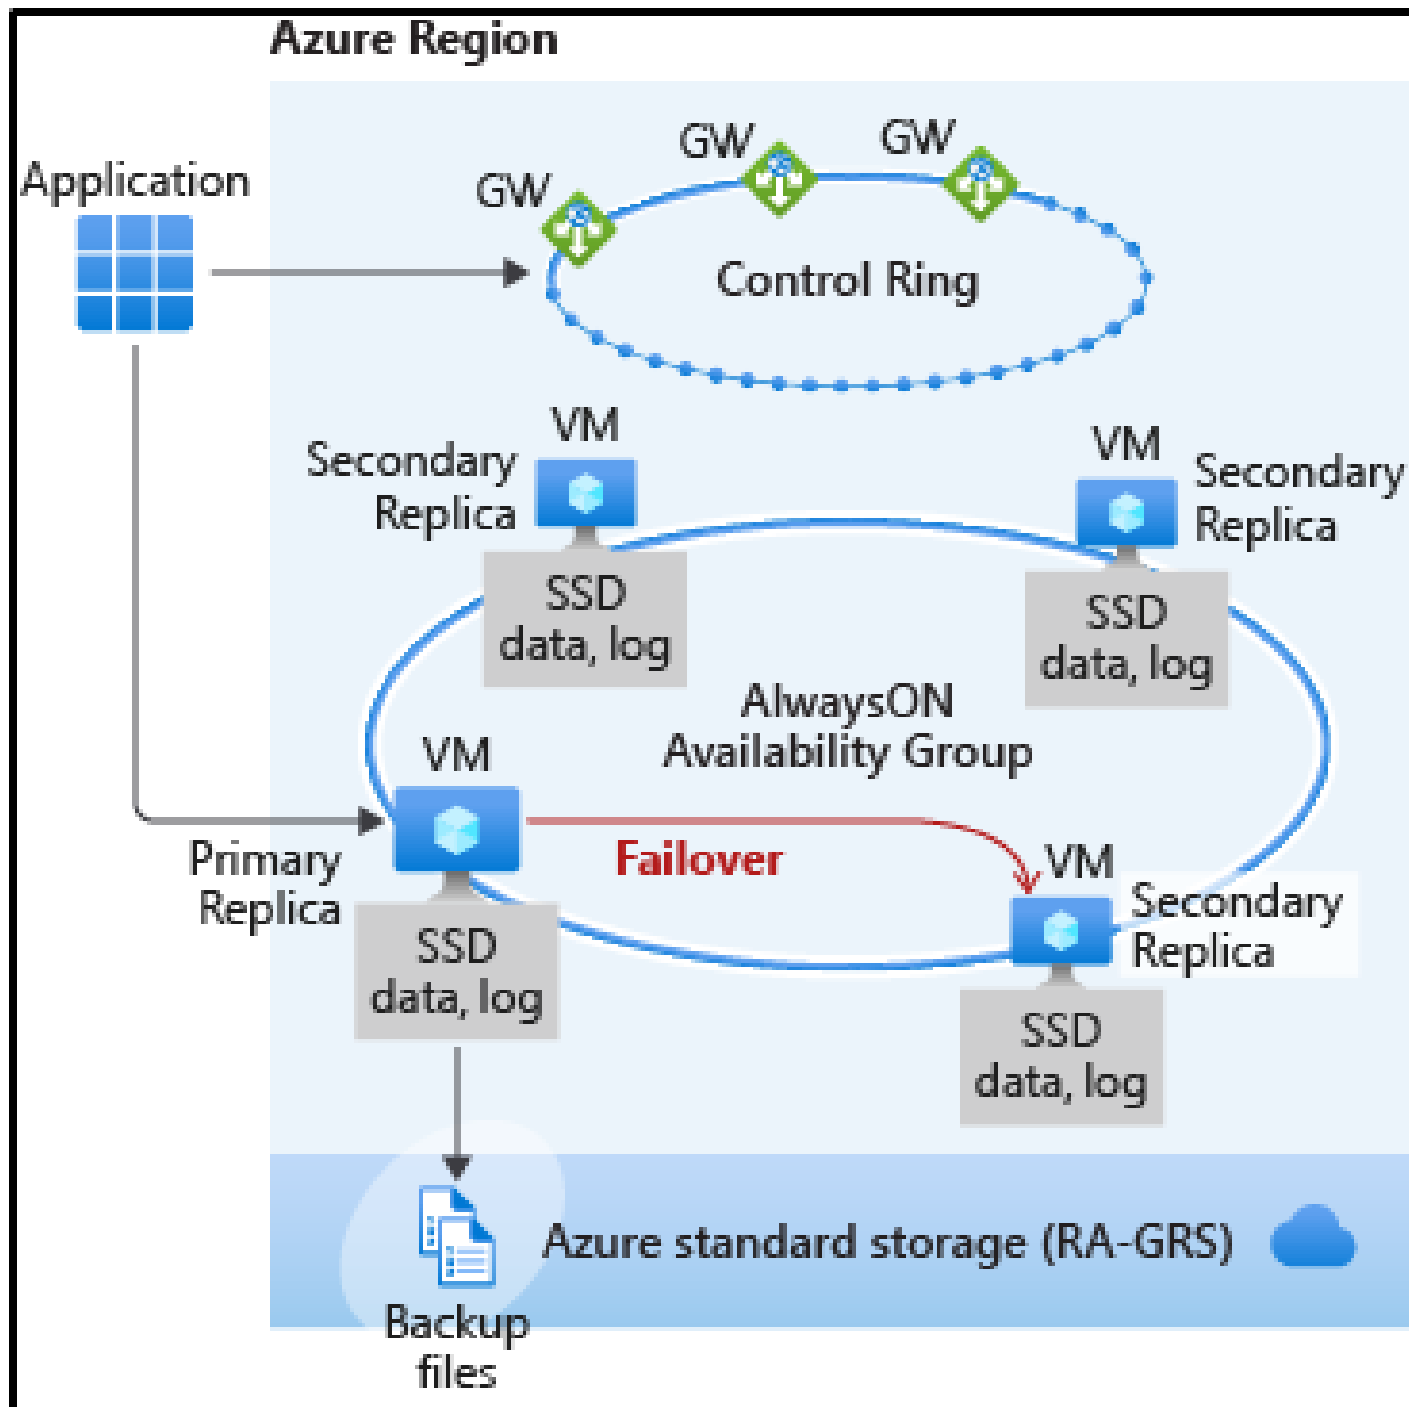 Azure Region
Application
GW
GW
GW
Control Ring
VM
Secondary
Replica
SSD
data, log
VM
Secondary
Replica
SSD
data, log
AlwaysON
Availability Group
VM
Primary
Replica
SSD
data, log
Failover
VM
Secondary
Replica
SSD
data, log
Azure standard storage (RA-GRS)
Backup
files